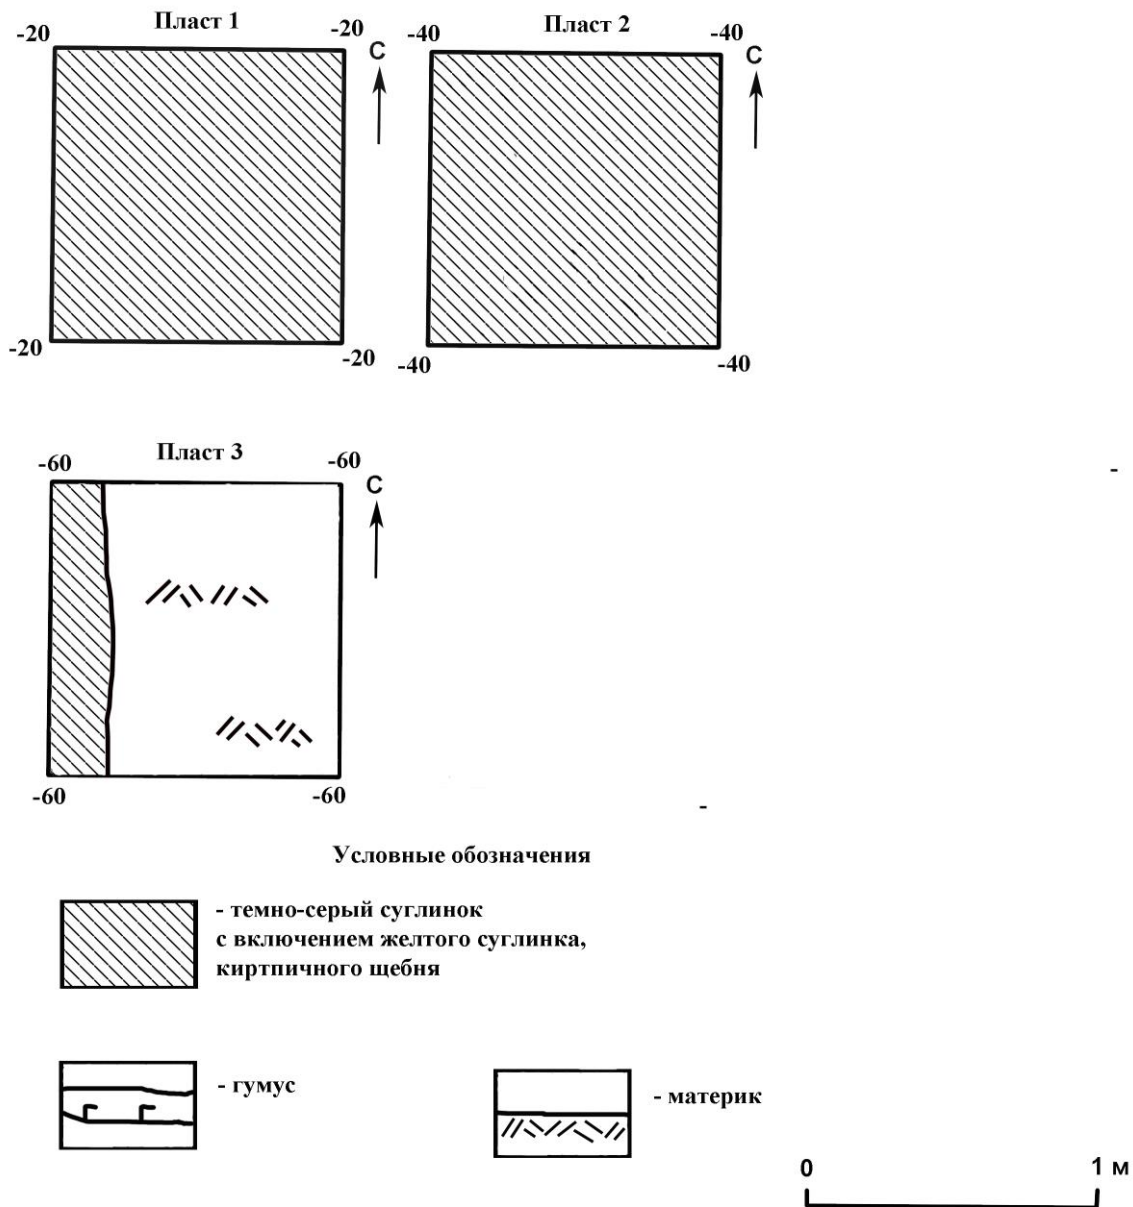 Пласт 1
-20
-20
С
-20
-20
Пласт 2
-40
-40
С
-40
-40
Пласт 3
-60
-60
С
-60
-60
-
-
Условные обозначения
- темно-серый суглинок
с включением желтого суглинка,
киртпичного щебня
- гумус
- материк
0
1 м